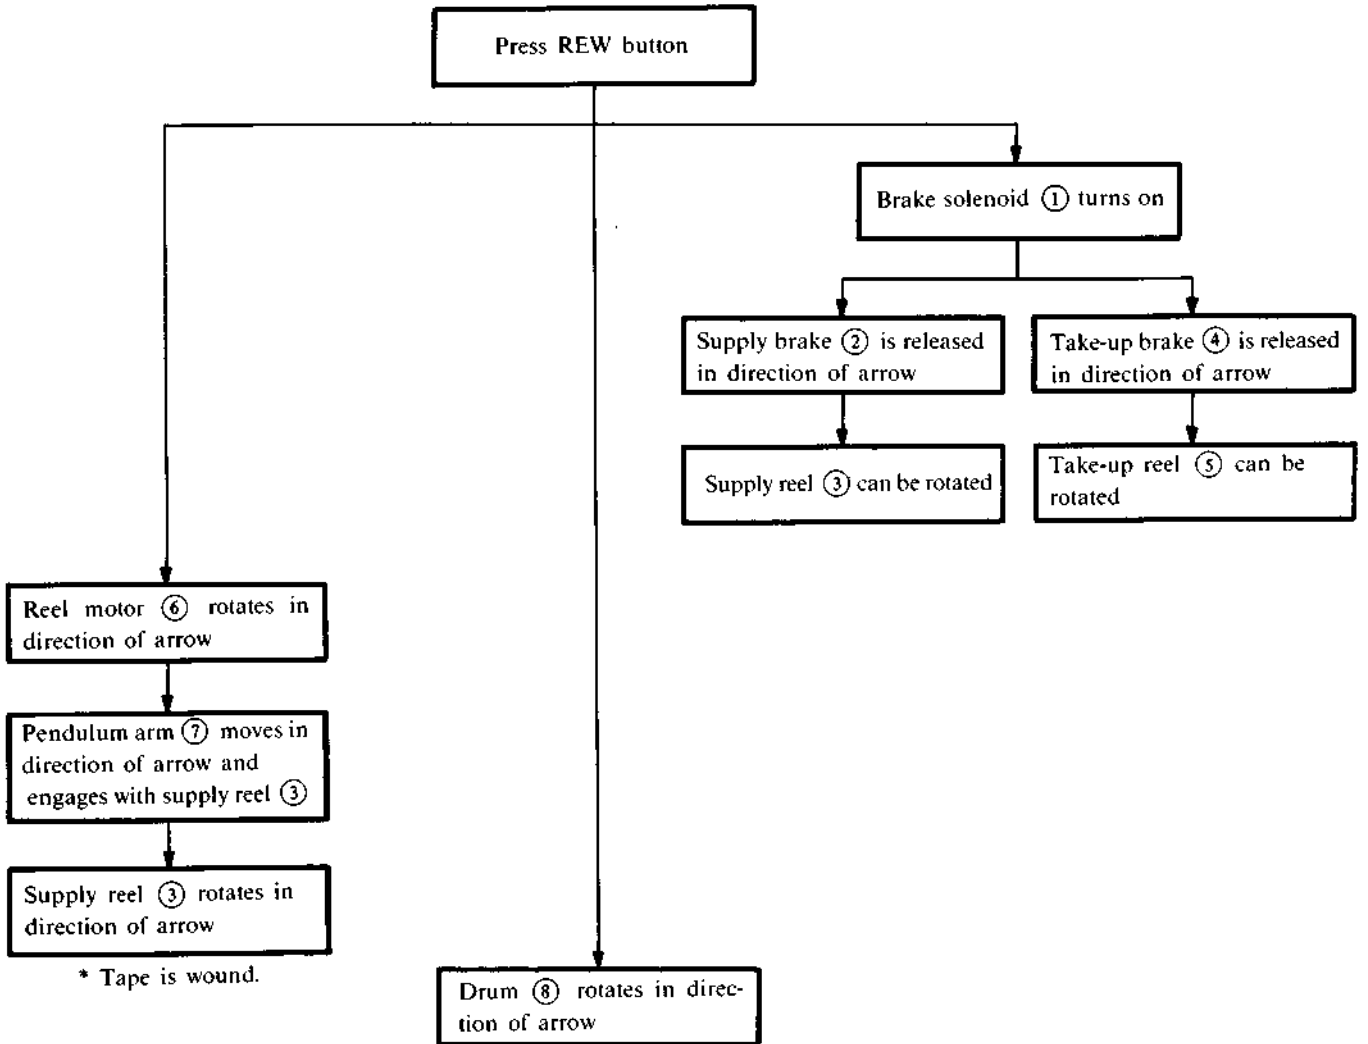 Press REW button
Brake solenoid ① turns on
Supply brake ② is released
in direction of arrow
Take-up brake ④ is released
in direction of arrow
Supply reel ③ can be rotated
Take-up reel ⑤ can be
rotated
Reel motor ⑥ rotates in
direction of arrow
Pendulum arm ⑦ moves in
direction of arrow and
engages with supply reel ③
Supply reel ③ rotates in
direction of arrow
* Tape is wound.
Drum ⑧ rotates in direc-
tion of arrow